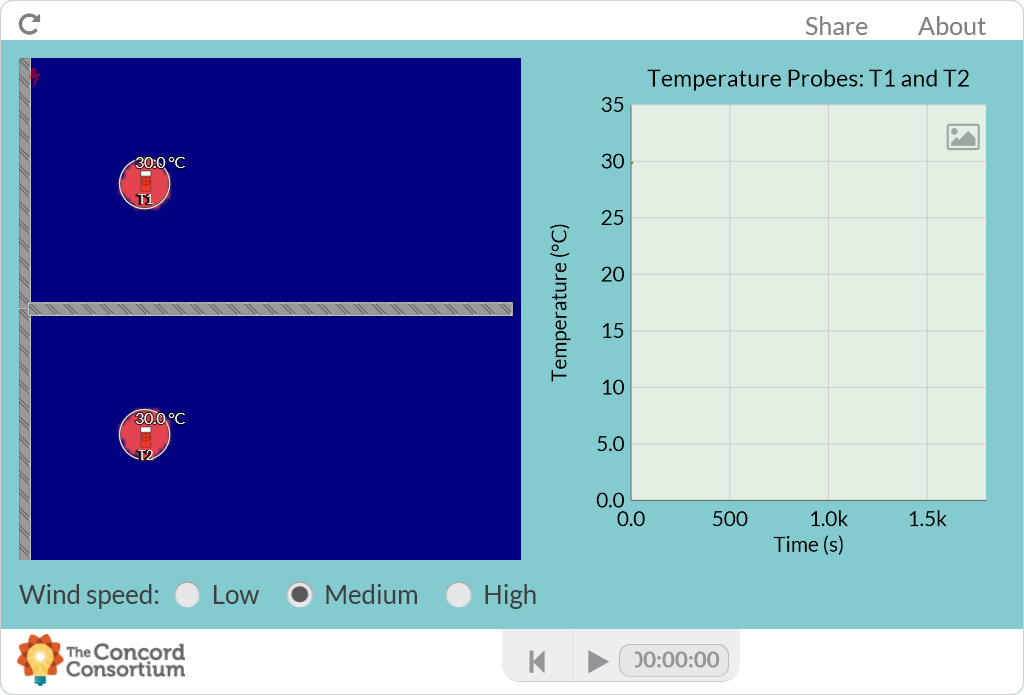 Share About
Temperature Probes: T1 and T2
30.0 °C
T1
30.0 °C
T2
35
30
25
20
15
10
5.0
0.0
Temperature (°C)
0.0 500 1.0k 1.5k
Time (s)
Wind speed: Low Medium High
The Concord
Consortium
00:00:00